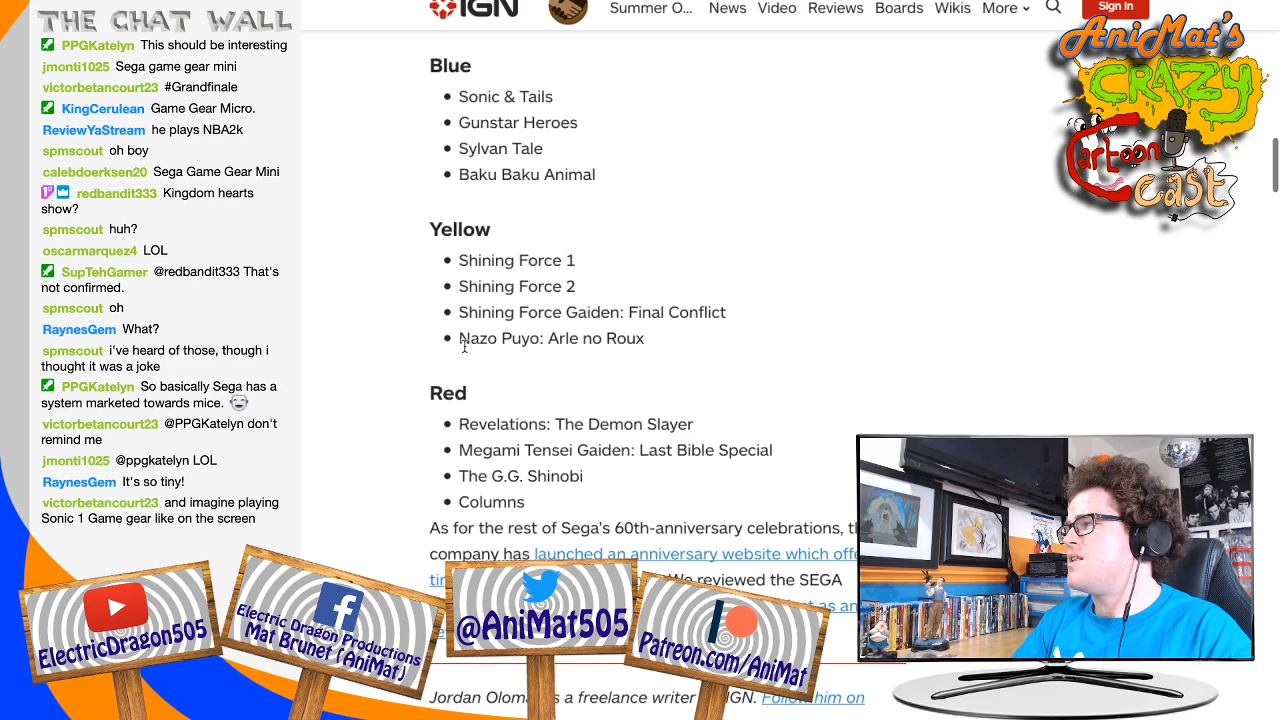 THE CHAT WALL
PPGKatelyn This should be interesting
jmonti1025 Sega game gear mini
victorbetancourt23 #Grandfinale
KingCerulean Game Gear Micro.
ReviewYaStream he plays NBA2k
spmscout oh boy
calebdoerksen20 Sega Game Gear Mini
redbandit333 Kingdom hearts
show?
spmscout huh?
oscarmarquez4 LOL
SupTehGamer @redbandit333 That's
not confirmed.
spmscout oh
RaynesGem What?
spmscout i've heard of those, though i
thought it was a joke
PPGKatelyn So basically Sega has a
system marketed towards mice.
victorbetancourt23 @PPGKatelyn don't
remind me
jmonti1025 @ppgkatelyn LOL
RaynesGem It's so tiny!
victorbetancourt23 and imagine playing
Sonic 1 Game gear like on the screen
IGN
Summer O... News Video Reviews Boards Wikis More Sign In
Blue
Sonic & Tails
Gunstar Heroes
Sylvan Tale
Baku Baku Animal
Yellow
Shining Force 1
Shining Force 2
Shining Force Gaiden: Final Conflict
Nazo Puyo: Arle no Roux
Red
Revelations: The Demon Slayer
Megami Tensei Gaiden: Last Bible Special
The G.G. Shinobi
Columns
As for the rest of Sega's 60th-anniversary celebrations,
company has launched an anniversary website which
We reviewed the SEGA
as
Jordan is a freelance writer IGN. him on
AniMat's
CRAZY
Cartoon
Cast
ElectricDragon505
Electric Dragon Productions
Mat Brunet (AniMat)
@AniMat505
Patreon.com/AniMat